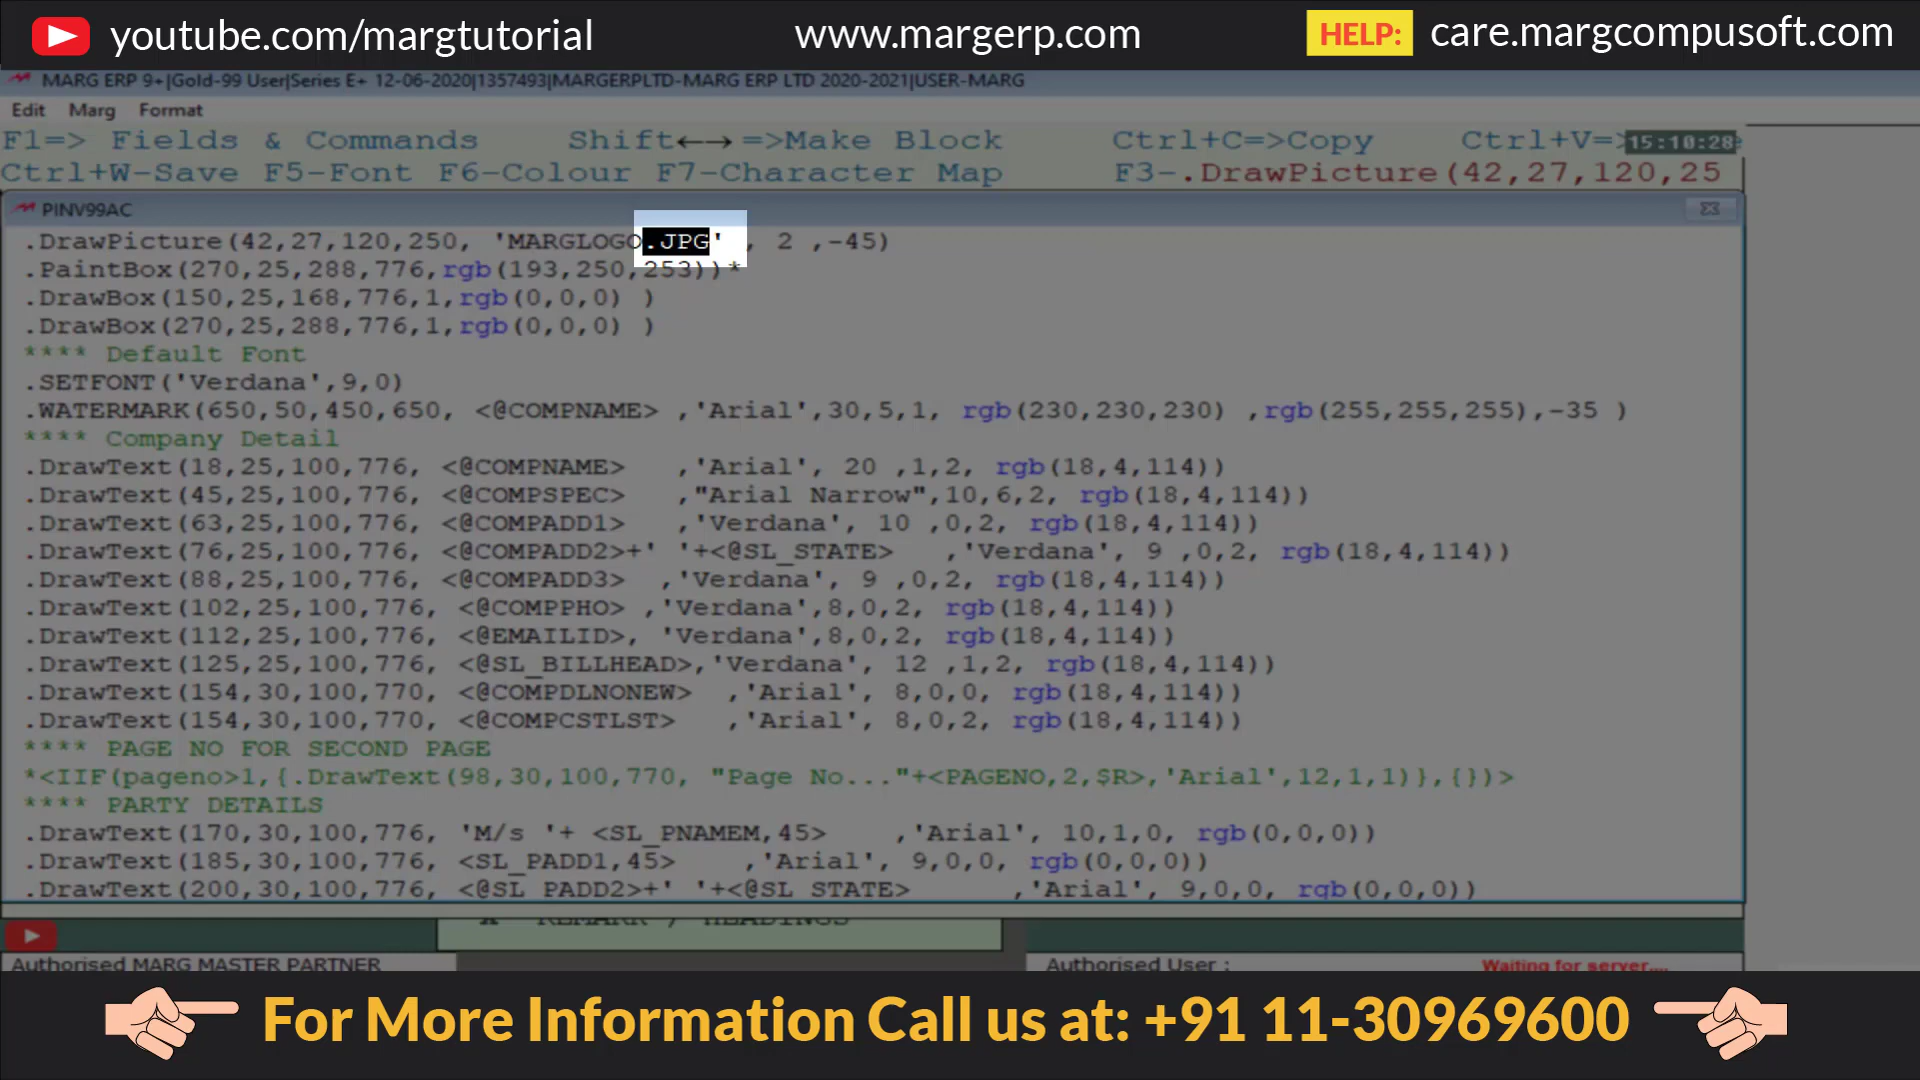 youtube.com/margtutorial www.margerp.com HELP: care.margcompusoft.com
MARG ERP 9+|Gold-99 User|Series E+ 12-06-2020|1357493|MARGERPLTD-MARG ERP LTD 2020-2021|USER-MARG
Edit Marg Format
F1=> Fields & Commands Shift←→=>Make Block Ctrl+C=>Copy Ctrl+V=> 15:10:28
Ctrl+W-Save F5-Font F6-Colour F7-Character Map F3-.DrawPicture(42,27,120,25
PINV99AC
.DrawPicture(42,27,120,250, 'MARGLOGO.JPG' , 2 ,-45)
.PaintBox(270,25,288,776,rgb(193,250,253))*
.DrawBox(150,25,168,776,1,rgb(0,0,0) )
.DrawBox(270,25,288,776,1,rgb(0,0,0) )
**** Default Font
.SETFONT('Verdana',9,0)
.WATERMARK(650,50,450,650, <@COMPNAME> ,'Arial',30,5,1, rgb(230,230,230) ,rgb(255,255,255),-35 )
**** Company Detail
.DrawText(18,25,100,776, <@COMPNAME> ,'Arial', 20 ,1,2, rgb(18,4,114))
.DrawText(45,25,100,776, <@COMPSPEC> ,"Arial Narrow",10,6,2, rgb(18,4,114))
.DrawText(63,25,100,776, <@COMPADD1> ,'Verdana', 10 ,0,2, rgb(18,4,114))
.DrawText(76,25,100,776, <@COMPADD2>+' '+<@SL_STATE> ,'Verdana', 9 ,0,2, rgb(18,4,114))
.DrawText(88,25,100,776, <@COMPADD3> ,'Verdana', 9 ,0,2, rgb(18,4,114))
.DrawText(102,25,100,776, <@COMPPHO> ,'Verdana',8,0,2, rgb(18,4,114))
.DrawText(112,25,100,776, <@EMAILID>, 'Verdana',8,0,2, rgb(18,4,114))
.DrawText(125,25,100,776, <@SL_BILLHEAD>,'Verdana', 12 ,1,2, rgb(18,4,114))
.DrawText(154,30,100,770, <@COMPDLNONEW> ,'Arial', 8,0,0, rgb(18,4,114))
.DrawText(154,30,100,770, <@COMPCSTLST> ,'Arial', 8,0,2, rgb(18,4,114))
**** PAGE NO FOR SECOND PAGE
*<IIF(pageno>1,{.DrawText(98,30,100,770, "Page No..."+<PAGENO,2,$R>,'Arial',12,1,1)},{})>
**** PARTY DETAILS
.DrawText(170,30,100,776, 'M/s '+ <SL_PNAMEM,45> ,'Arial', 10,1,0, rgb(0,0,0))
.DrawText(185,30,100,776, <SL_PADD1,45> ,'Arial', 9,0,0, rgb(0,0,0))
.DrawText(200,30,100,776, <@SL_PADD2>+' '+<@SL_STATE> ,'Arial', 9,0,0, rgb(0,0,0))
REMARK / HEADINGS
Authorised MARG MASTER PARTNER Authorised User : Waiting for server....
For More Information Call us at: +91 11-30969600